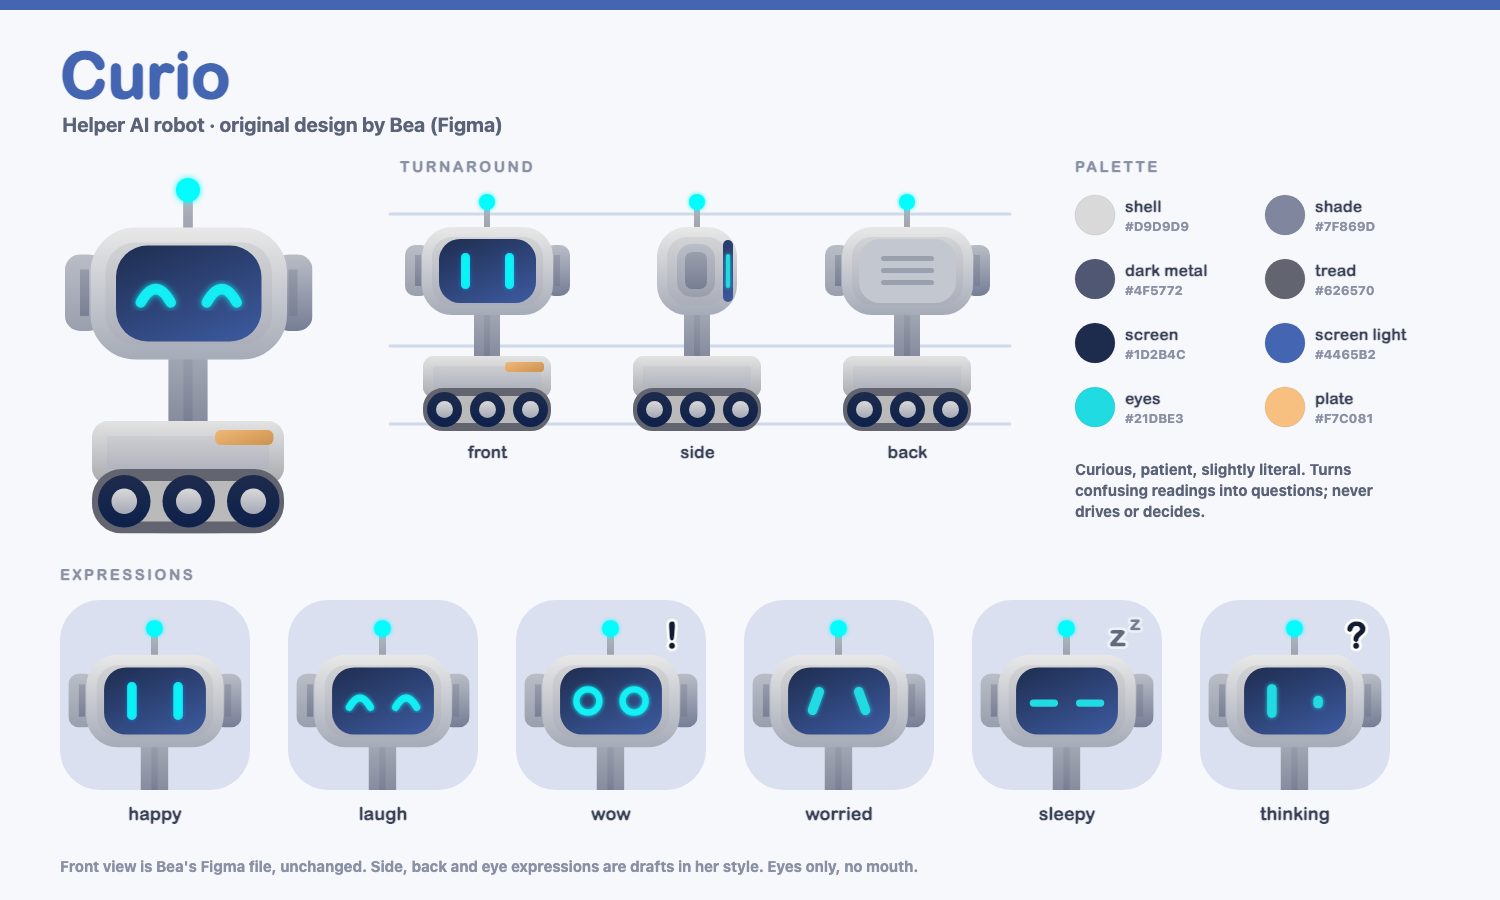 Curio
Helper AI robot · original design by Bea (Figma)
TURNAROUND
front
side
back
PALETTE
shell
#D9D9D9
shade
#7F869D
dark metal
#4F5772
tread
#626570
screen
#1D2B4C
screen light
#4465B2
eyes
#21DBE3
plate
#F7C081
Curious, patient, slightly literal. Turns
confusing readings into questions; never
drives or decides.
EXPRESSIONS
!
z z
?
happy
laugh
wow
worried
sleepy
thinking
Front view is Bea's Figma file, unchanged. Side, back and eye expressions are drafts in her style. Eyes only, no mouth.